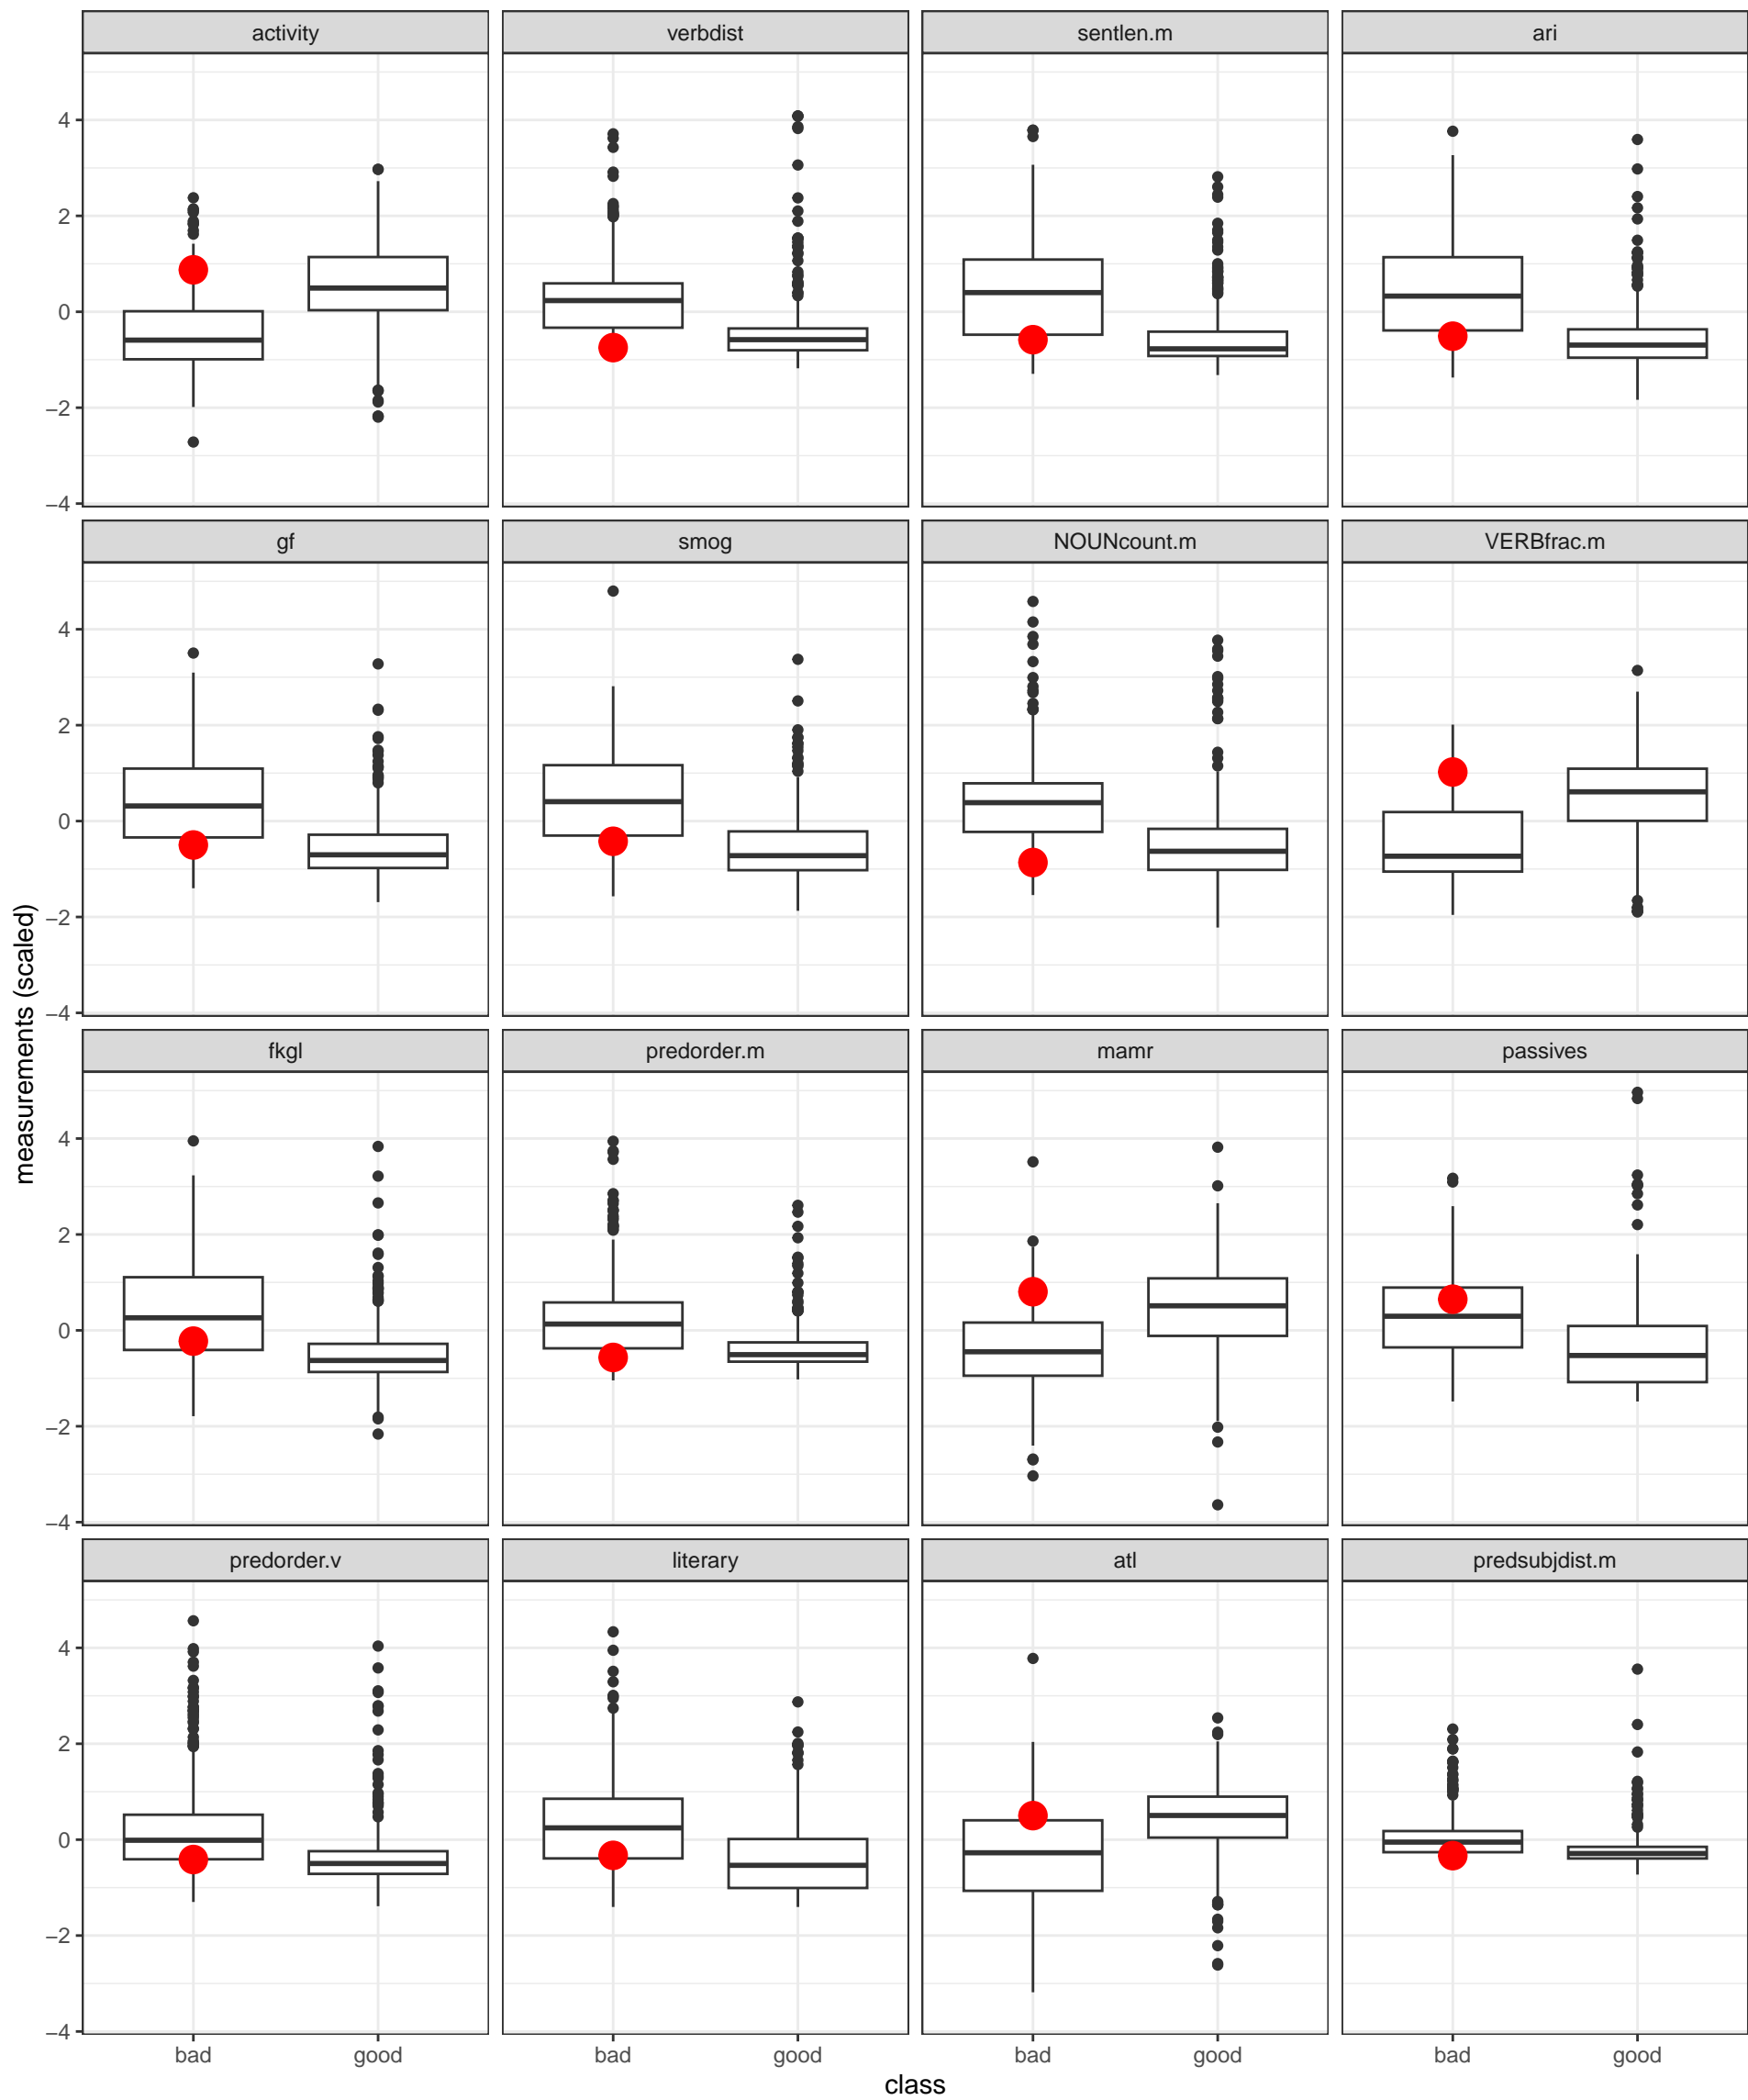 activity verbdist sentlen.m ari
4
2
0
−2
−4
gf smog NOUNcount.m VERBfrac.m
4
2
0
−2
−4
fkgl predorder.m mamr passives
4
2
0
−2
−4
predorder.v literary atl predsubjdist.m
4
2
0
−2
−4
bad good bad good bad good bad good
class
measurements (scaled)